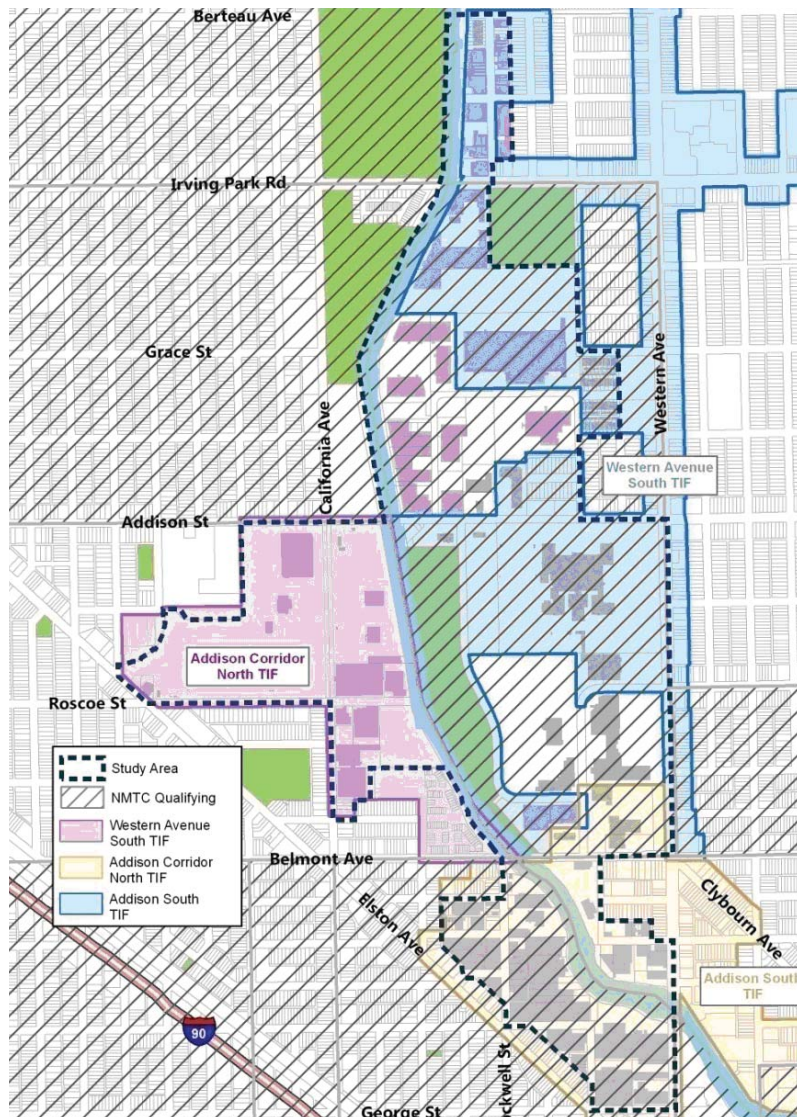 Berteau Ave
Irving Park Rd
Grace St
California Ave
Western Ave
Western Avenue
South TIF
Addison St
Addison Corridor
North TIF
Roscoe St
Study Area
NMTC Qualifying
Western Avenue
South TIF
Addison Corridor
North TIF
Addison South
TIF
Belmont Ave
Elston Ave
Clybourn Ave
Addison South
TIF
90
ockwell St
George St